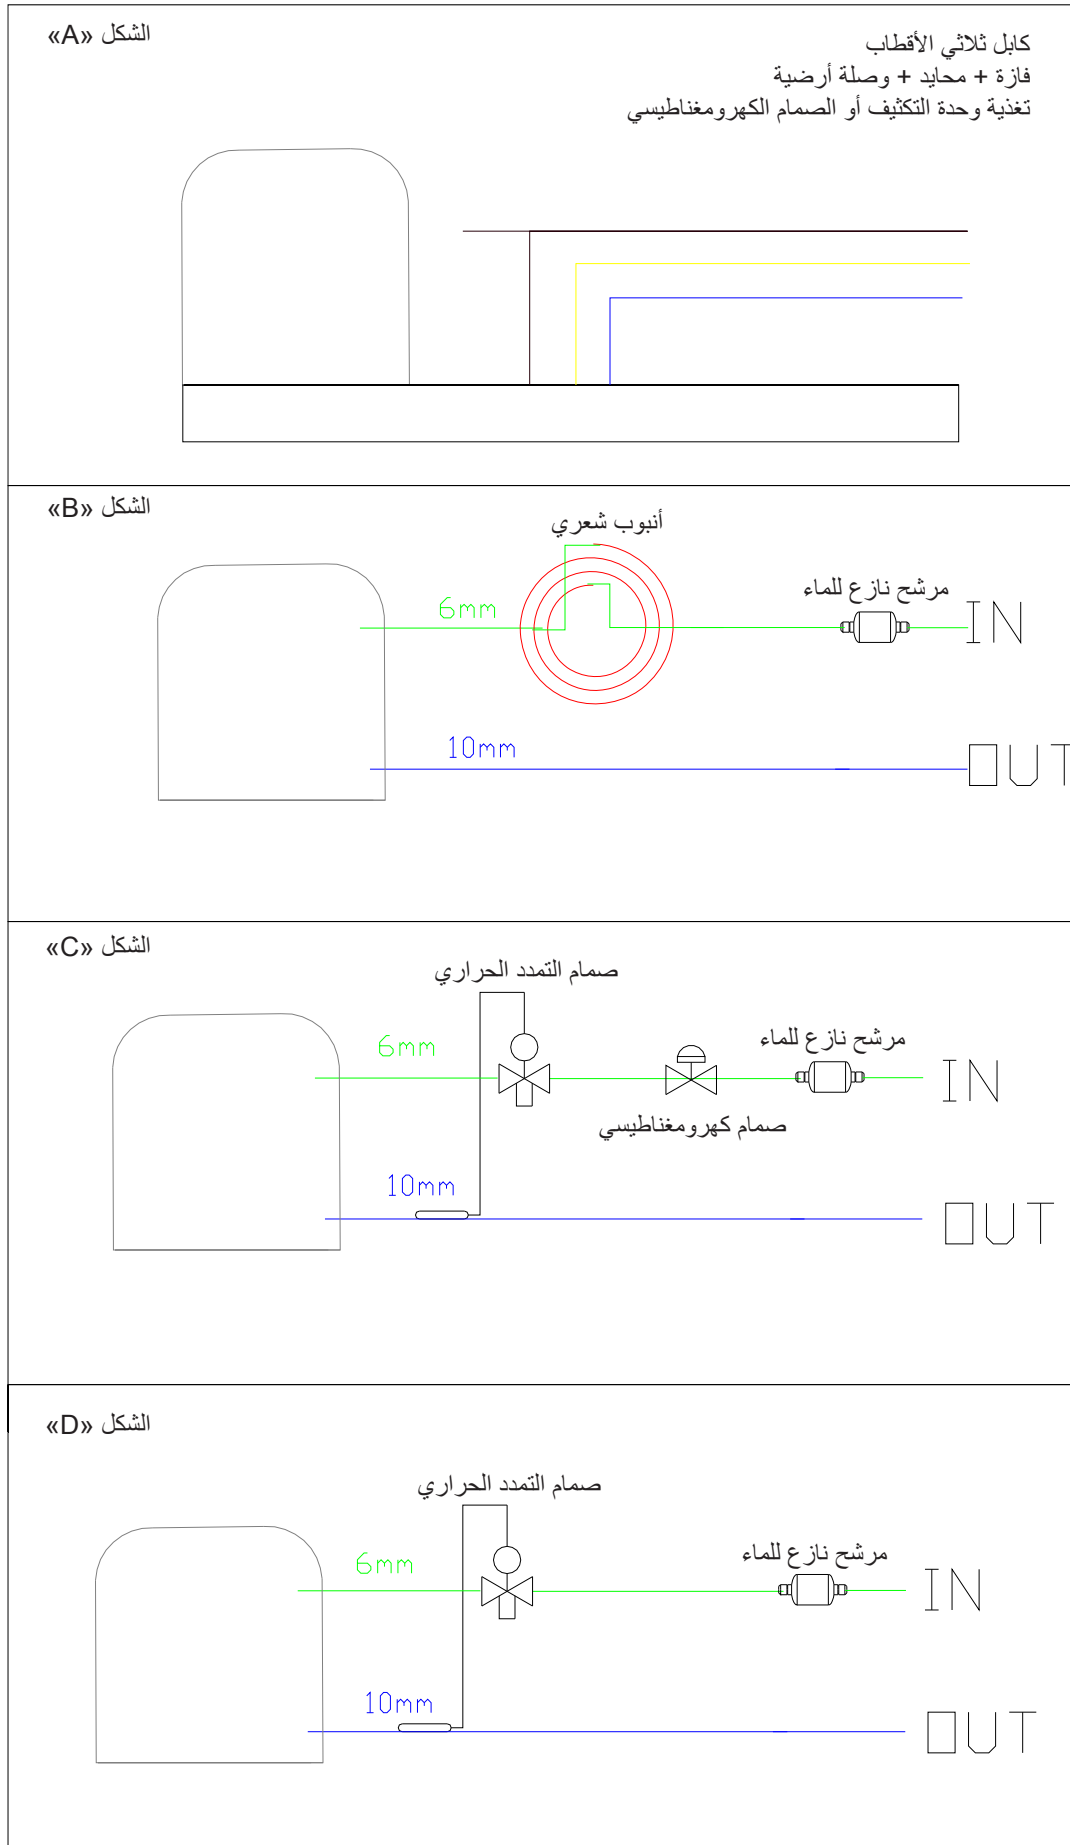 الشكل «A»
كابل ثلاثي الأقطاب
فازة + محايد + وصلة أرضية
تغذية وحدة التكثيف أو الصمام الكهرومغناطيسي
الشكل «B»
أنبوب شعري
مرشح نازع للماء
6mm
IN
10mm
OUT
الشكل «C»
صمام التمدد الحراري
مرشح نازع للماء
6mm
IN
صمام كهرومغناطيسي
10mm
OUT
الشكل «D»
صمام التمدد الحراري
مرشح نازع للماء
6mm
IN
10mm
OUT